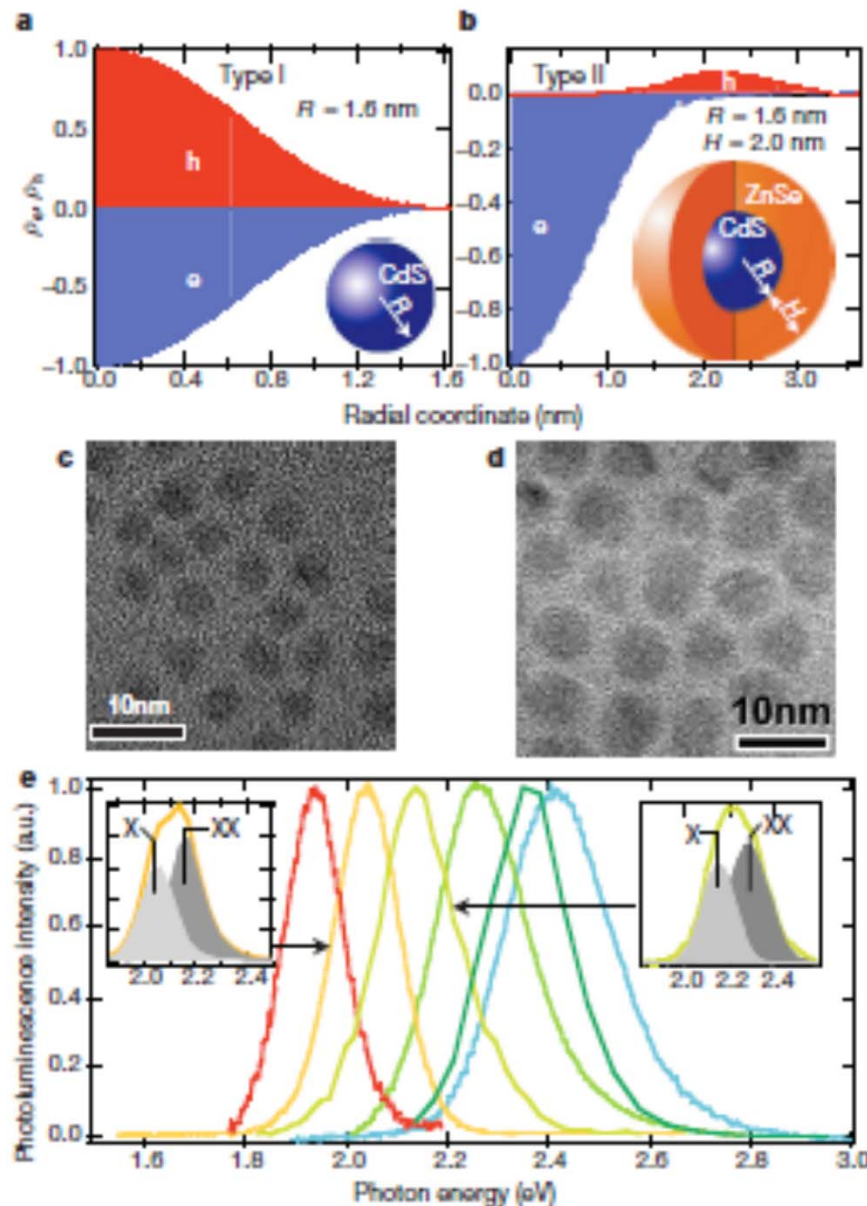 a
Type I
R = 1.6 nm
h
e
CdS
R
1.0
0.5
0.0
−0.5
−1.0
ρe, ρh
0.0 0.4 0.8 1.2 1.6
b
Type II
h
R = 1.6 nm
H = 2.0 nm
ZnSe
CdS
R
H
e
0.0
−0.2
−0.4
−0.6
−0.8
−1.0
0.0 1.0 2.0 3.0
Radial coordinate (nm)
c
10nm
d
10nm
e
Photoluminescence intensity (a.u.)
1.0
0.8
0.6
0.4
0.2
0.0
X XX
2.0 2.2 2.4
X XX
2.0 2.2 2.4
1.6 1.8 2.0 2.2 2.4 2.6 2.8 3.0
Photon energy (eV)